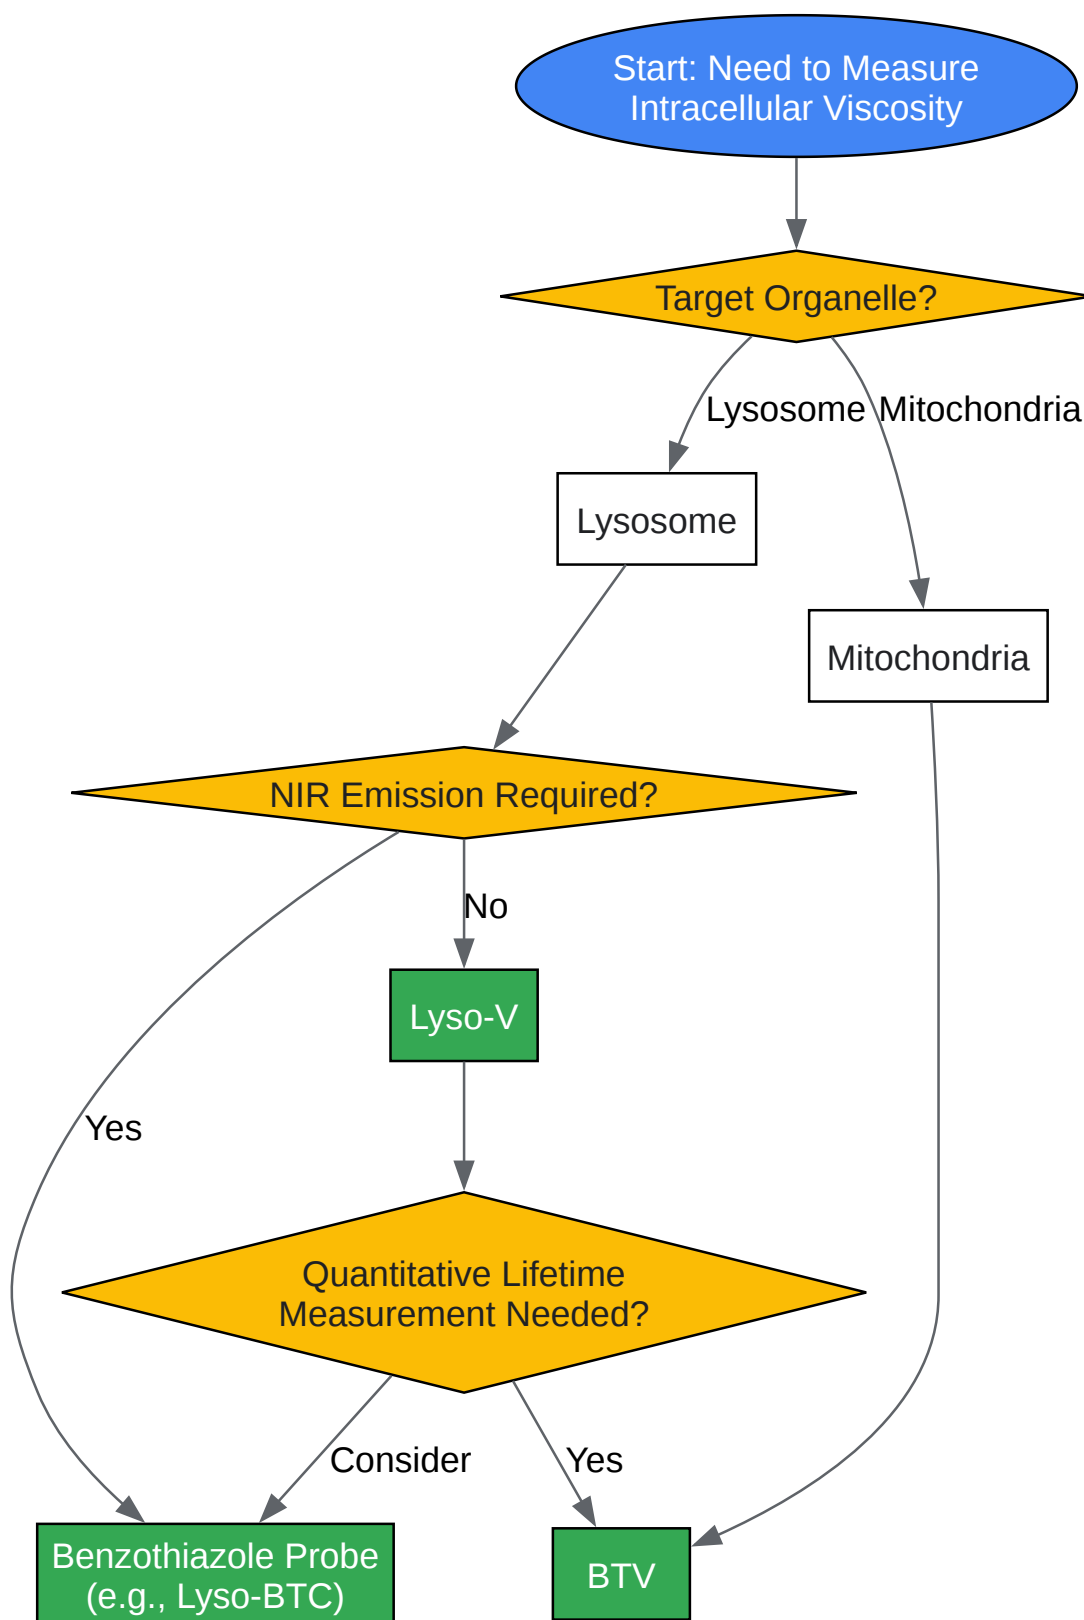 Start: Need to Measure
Intracellular Viscosity
Target Organelle?
Lysosome
Mitochondria
Lysosome
Mitochondria
NIR Emission Required?
No
Lyso-V
Yes
Quantitative Lifetime
Measurement Needed?
Consider
Yes
Benzothiazole Probe
(e.g., Lyso-BTC)
BTV